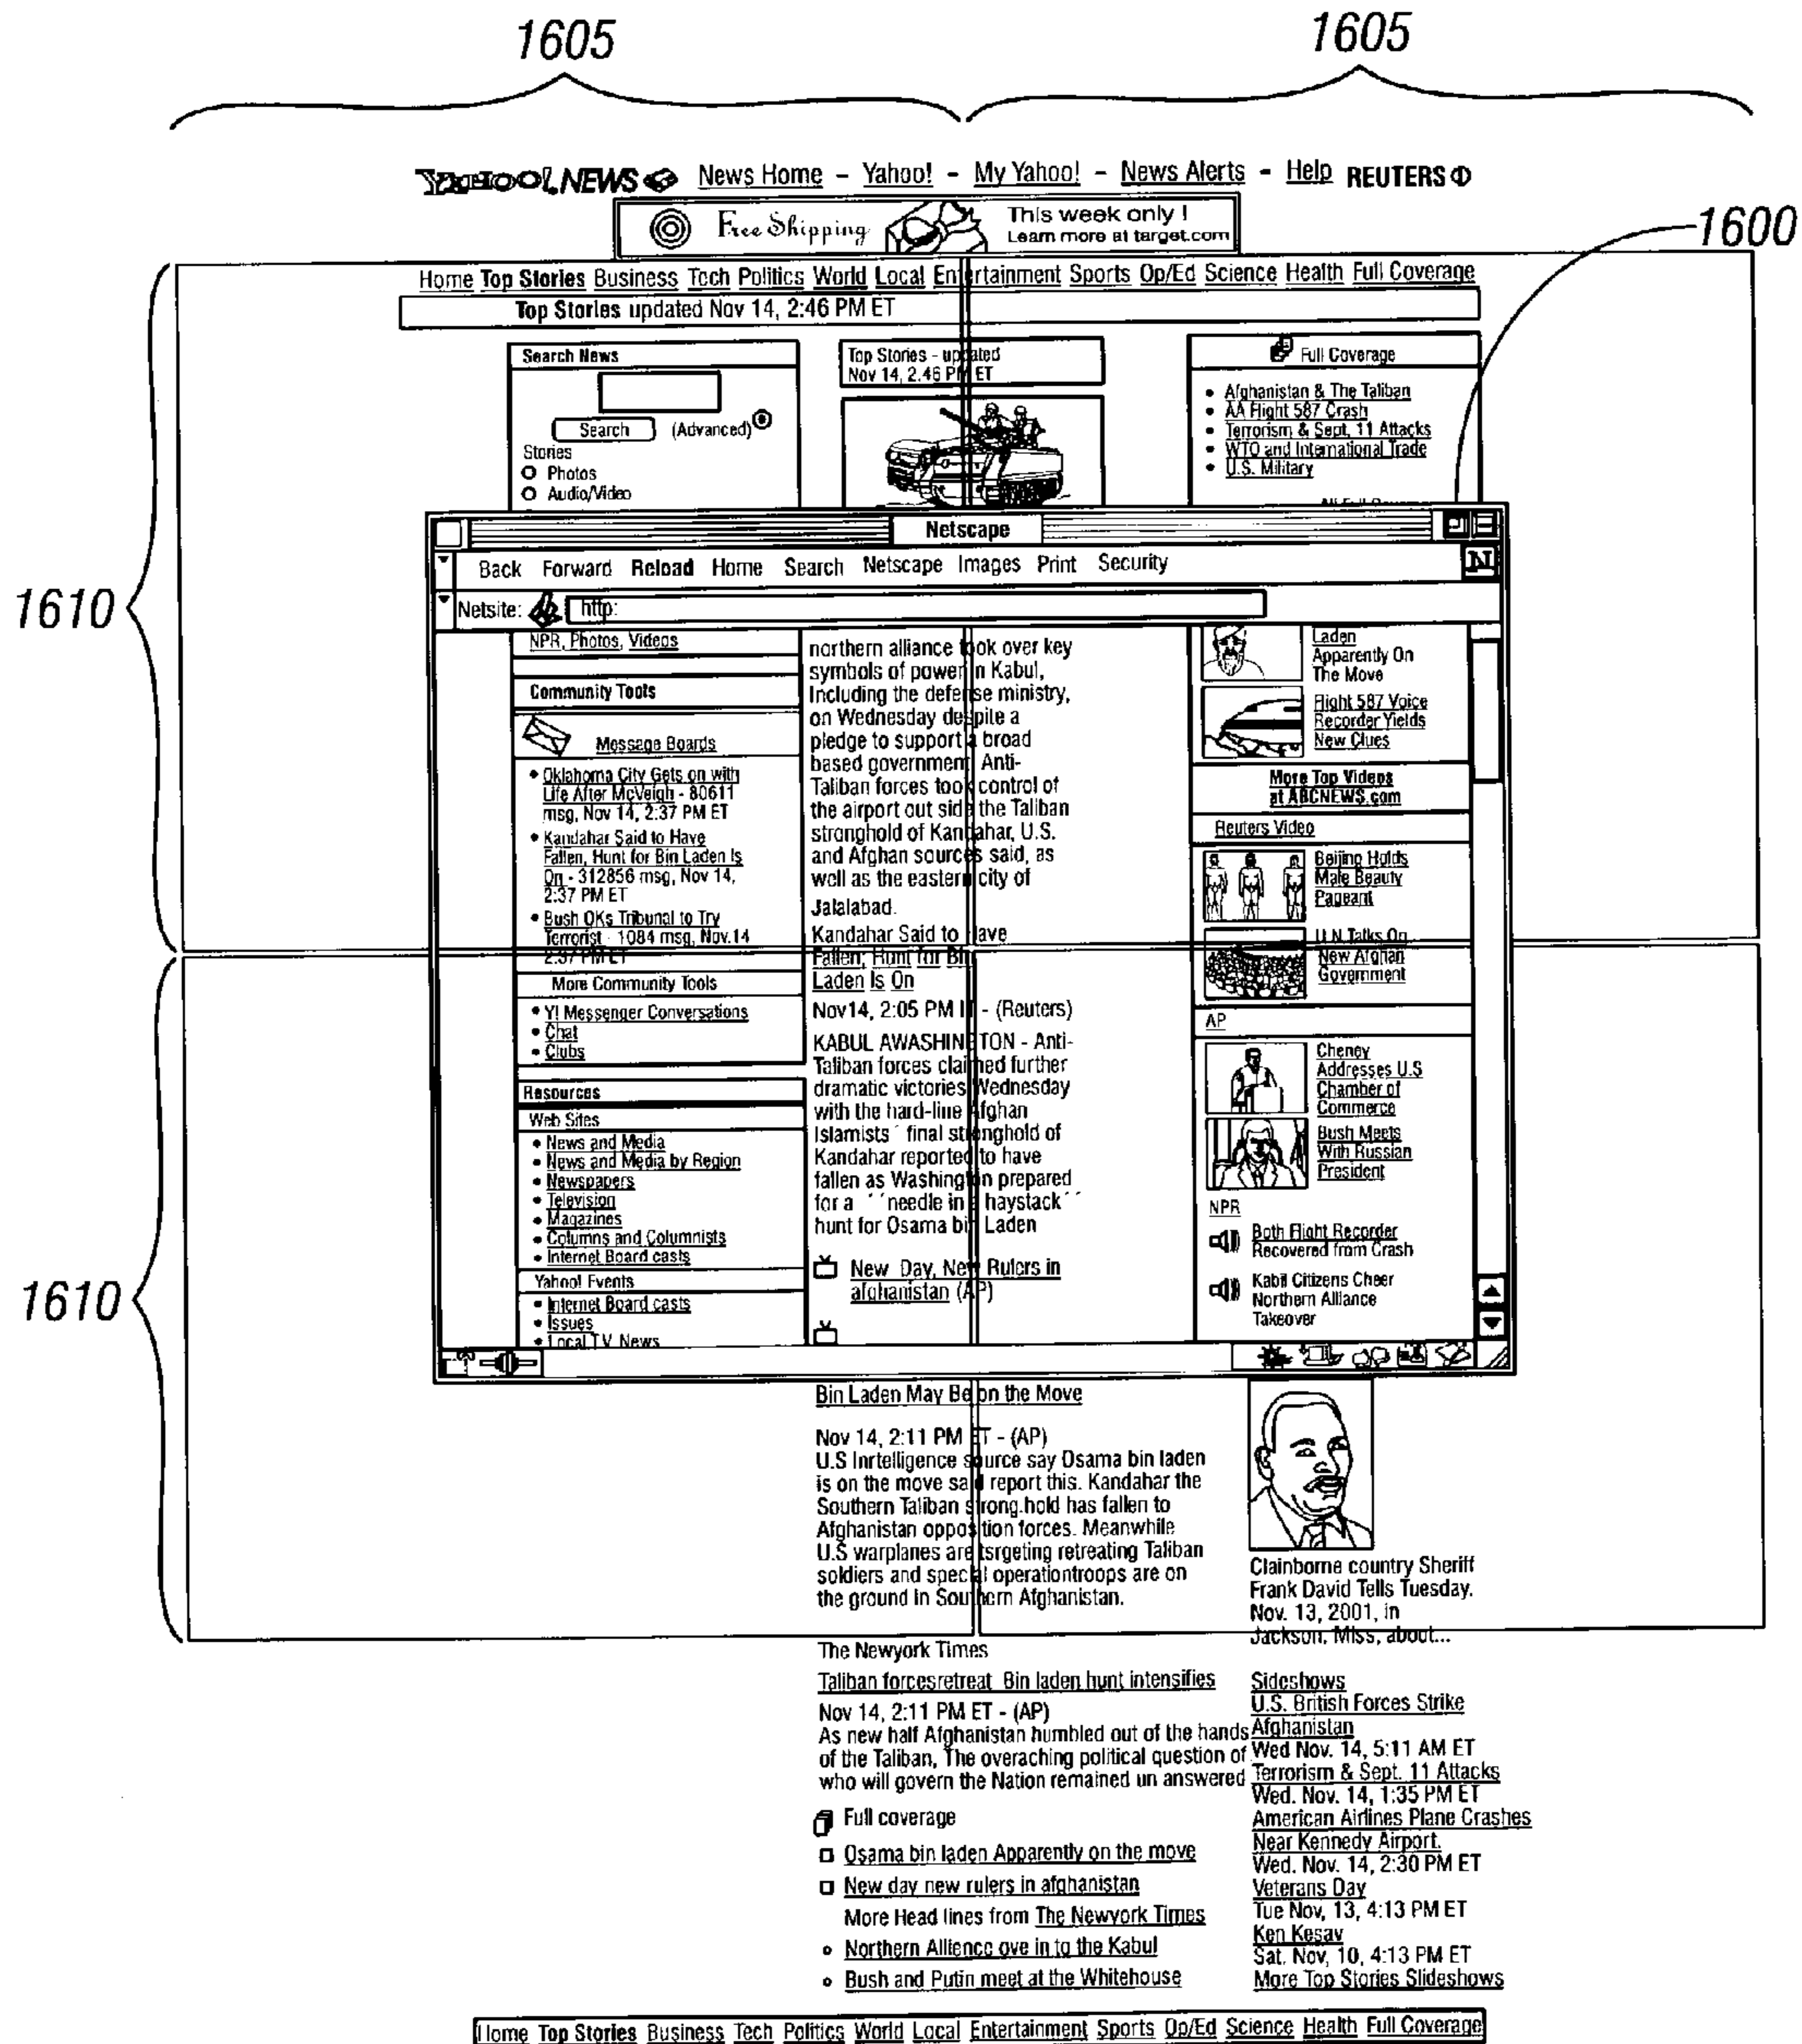 1605
1605
YAHOO! NEWS News Home – Yahoo! – My Yahoo! – News Alerts - Help REUTERS
Free Shipping
This week only !
Learn more at target.com
1600
Home Top Stories Business Tech Politics World Local Entertainment Sports Op/Ed Science Health Full Coverage
Top Stories updated Nov 14, 2:46 PM ET
Search News
Search (Advanced)
Stories
Photos
Audio/Video
Top Stories - updated
Nov 14, 2.46 PM ET
Full Coverage
• Afghanistan & The Taliban
• AA Flight 587 Crash
• Terrorism & Sept, 11 Attacks
• WTO and International Trade
• U.S. Military
1610
Netscape
Back Forward Reload Home Search Netscape Images Print Security N
Netsite: http:
NPR, Photos, Videos
Community Tools
Message Boards
• Oklahoma City Gets on with
Life After McVeigh - 80611
msg, Nov 14, 2:37 PM ET
• Kandahar Said to Have
Fallen, Hunt for Bin Laden Is
On - 312856 msg, Nov 14,
2:37 PM ET
• Bush OKs Tribunal to Try
Terrorist - 1084 msg, Nov.14
2:37 PM ET
More Community Tools
• Y! Messenger Conversations
• Chat
• Clubs
Resources
Web Sites
• News and Media
• News and Media by Region
• Newspapers
• Television
• Magazines
• Columns and Columnists
• Internet Board casts
Yahoo! Events
• Internet Board casts
• Issues
• Local TV News
northern alliance took over key
symbols of power in Kabul,
Including the defense ministry,
on Wednesday despite a
pledge to support a broad
based government. Anti-
Taliban forces took control of
the airport out side the Taliban
stronghold of Kandahar, U.S.
and Afghan sources said, as
well as the eastern city of
Jalalabad.
Kandahar Said to Have
Fallen; Hunt for Bin
Laden Is On
Nov14, 2:05 PM - (Reuters)
KABUL AWASHINGTON - Anti-
Taliban forces claimed further
dramatic victories Wednesday
with the hard-line Afghan
Islamists´ final stronghold of
Kandahar reported to have
fallen as Washington prepared
for a ´´needle in a haystack´´
hunt for Osama bin Laden
New Day, New Rulers in
afghanistan (AP)
Laden
Apparently On
The Move
Flight 587 Voice
Recorder Yields
New Clues
More Top Videos
at ABCNEWS.com
Reuters Video
Beijing Holds
Male Beauty
Pageant
U.N Talks On
New Afghan
Government
AP
Cheney
Addresses U.S
Chamber of
Commerce
Bush Meets
With Russian
President
NPR
Both Flight Recorder
Recovered from Crash
Kabil Citizens Cheer
Northern Alliance
Takeover
1610
Bin Laden May Be on the Move
Nov 14, 2:11 PM ET - (AP)
U.S Inrtelligence source say Osama bin laden
is on the move said report this. Kandahar the
Southern Taliban strong.hold has fallen to
Afghanistan opposition forces. Meanwhile
U.S warplanes are tsrgeting retreating Taliban
soldiers and special operationtroops are on
the ground in Southern Afghanistan.
The Newyork Times
Taliban forcesretreat Bin laden hunt intensifies
Nov 14, 2:11 PM ET - (AP)
As new half Afghanistan humbled out of the hands
of the Taliban, The overaching political question of
who will govern the Nation remained un answered
Full coverage
Osama bin laden Apparently on the move
New day new rulers in afghanistan
More Head lines from The Newyork Times
Northern Allience ove in to the Kabul
Bush and Putin meet at the Whitehouse
Clainborne country Sheriff
Frank David Tells Tuesday.
Nov. 13, 2001, in
Jackson, Miss, about...
Sideshows
U.S. British Forces Strike
Afghanistan
Wed Nov. 14, 5:11 AM ET
Terrorism & Sept. 11 Attacks
Wed. Nov. 14, 1:35 PM ET
American Airlines Plane Crashes
Near Kennedy Airport.
Wed. Nov. 14, 2:30 PM ET
Veterans Day
Tue Nov, 13, 4:13 PM ET
Ken Kesav
Sat. Nov, 10, 4:13 PM ET
More Top Stories Slideshows
Home Top Stories Business Tech Politics World Local Entertainment Sports Op/Ed Science Health Full Coverage